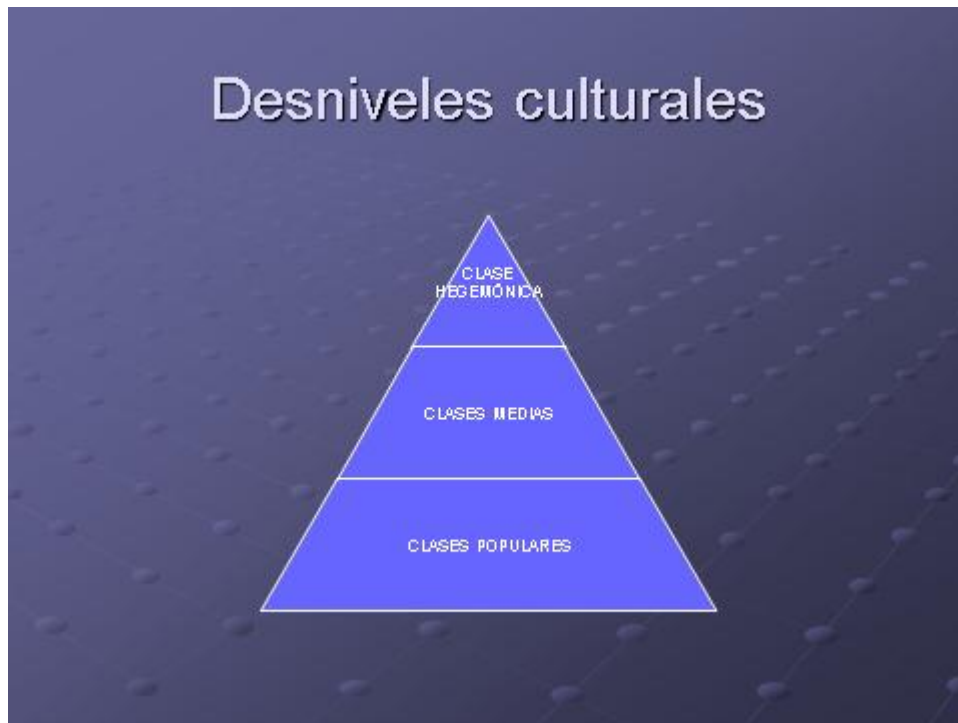 Desniveles culturales
CLASE
HEGEMÓNICA
CLASES MEDIAS
CLASES POPULARES